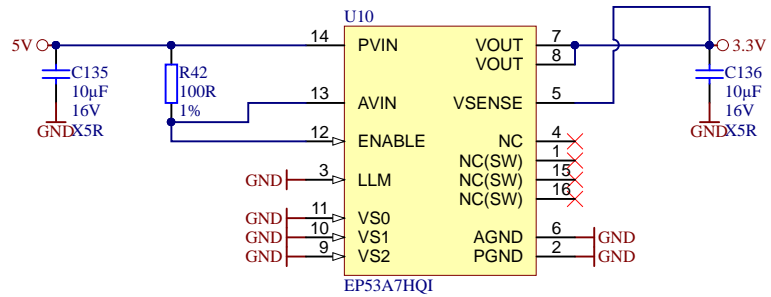 U10
5V
14 PVIN
VOUT 7
3.3V
VOUT 8
C135
10µF
16V
X5R
GND
R42
100R
1%
13 AVIN
VSENSE 5
C136
10µF
16V
X5R
GND
12 ENABLE
NC 4
NC(SW) 1
GND 3 LLM
NC(SW) 15
NC(SW) 16
GND 11 VS0
GND 10 VS1
AGND 6 GND
GND 9 VS2
PGND 2 GND
EP53A7HQI